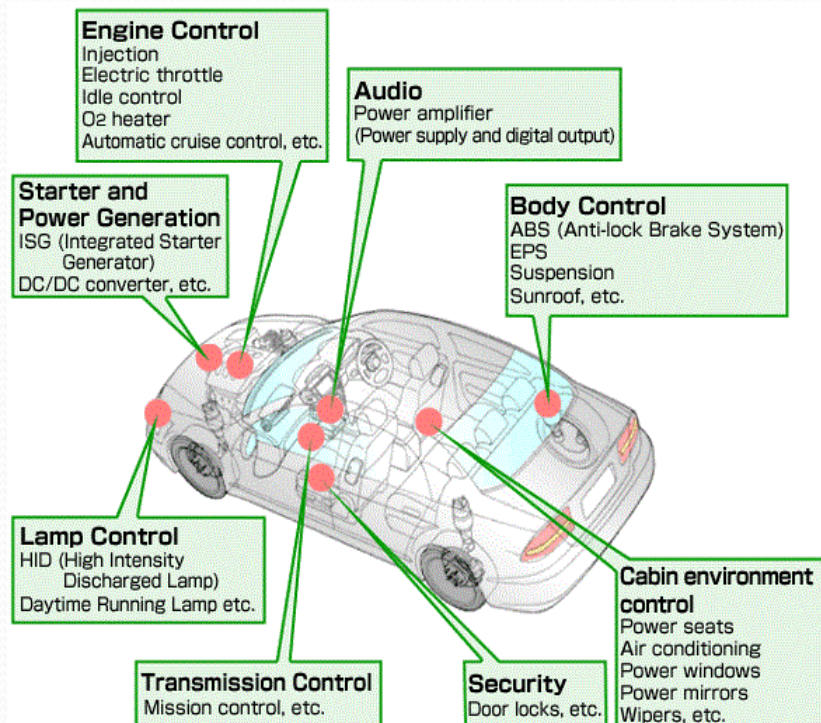 Engine Control
Injection
Electric throttle
Idle control
O2 heater
Automatic cruise control, etc.
Audio
Power amplifier
(Power supply and digital output)
Starter and
Power Generation
ISG (Integrated Starter
Generator)
DC/DC converter, etc.
Body Control
ABS (Anti-lock Brake System)
EPS
Suspension
Sunroof, etc.
Lamp Control
HID (High Intensity
Discharged Lamp)
Daytime Running Lamp etc.
Transmission Control
Mission control, etc.
Security
Door locks, etc.
Cabin environment
control
Power seats
Air conditioning
Power windows
Power mirrors
Wipers, etc.